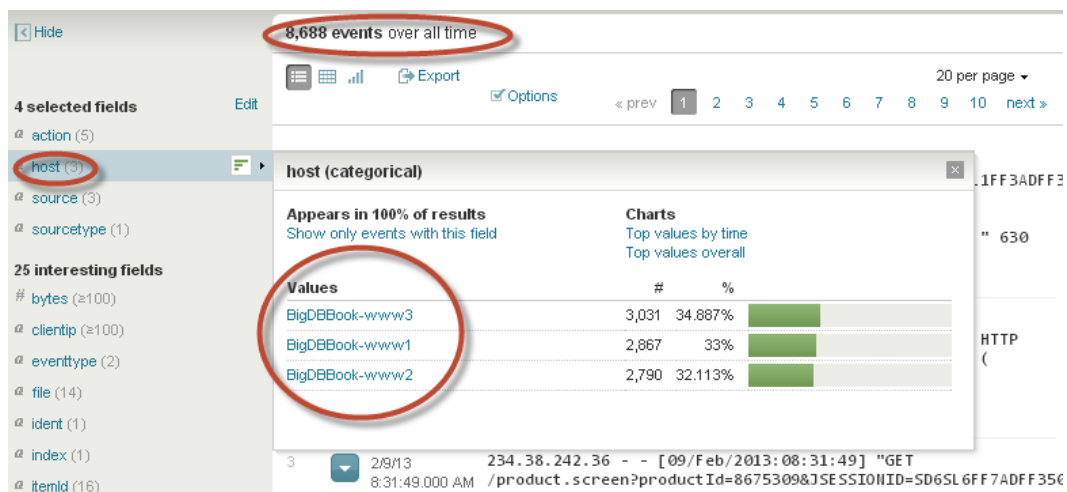 Hide
8,688 events over all time
Export
Options
20 per page
« prev 1 2 3 4 5 6 7 8 9 10 next »
4 selected fields Edit
a action (5)
host (3)
a source (3)
a sourcetype (1)
25 interesting fields
# bytes (≥100)
a clientip (≥100)
a eventtype (2)
a file (14)
a ident (1)
a index (1)
a itemId (16)
host (categorical)
Appears in 100% of results
Show only events with this field
Charts
Top values by time
Top values overall
Values # %
BigDBBook-www3 3,031 34.887%
BigDBBook-www1 2,867 33%
BigDBBook-www2 2,790 32.113%
.1FF3ADFF3
" 630
HTTP
(
3
2/9/13
8:31:49.000 AM
234.38.242.36 - - [09/Feb/2013:08:31:49] "GET
/product.screen?productId=8675309&JSESSIONID=SD6SL6FF7ADFF350